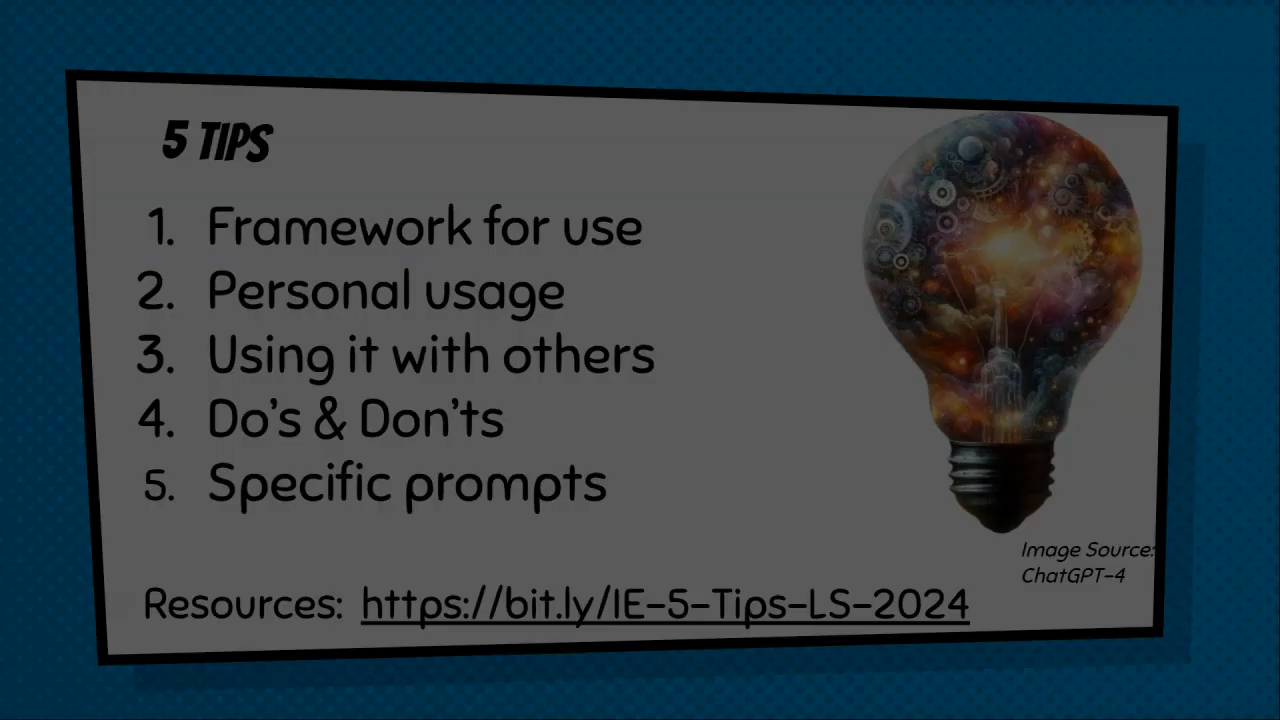 5 TIPS
1. Framework for use
2. Personal usage
3. Using it with others
4. Do’s & Don’ts
5. Specific prompts
Image Source:
ChatGPT-4
Resources: https://bit.ly/IE-5-Tips-LS-2024